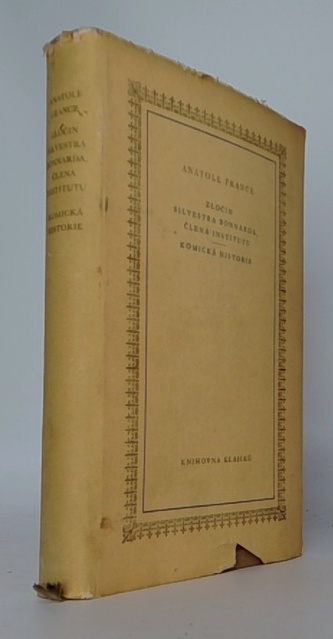 ANATOLE
FRANCE
ZLOČIN
SILVESTRA
BONNARDA,
ČLENA
INSTITUTU
KOMICKÁ
HISTORIE
ANATOLE FRANCE
ZLOČIN
SILVESTRA BONNARDA,
ČLENA INSTITUTU
KOMICKÁ HISTORIE
KNIHOVNA KLASIKŮ